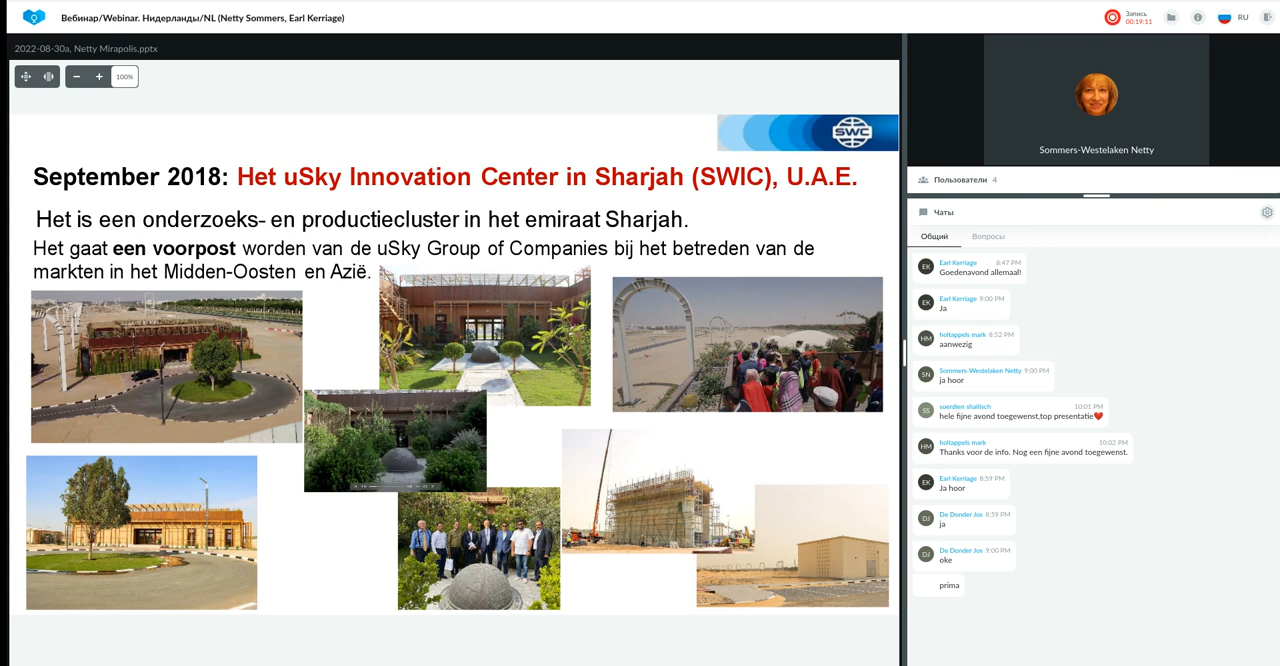 Вебинар/Webinar. Нидерланды/NL (Netty Sommers, Earl Kerriage)
Запись
00:19:11
RU
2022-08-30a, Netty Mirapolis.pptx
100%
SWC
September 2018: Het uSky Innovation Center in Sharjah (SWIC), U.A.E.
Het is een onderzoeks- en productiecluster in het emiraat Sharjah.
Het gaat een voorpost worden van de uSky Group of Companies bij het betreden van de
markten in het Midden-Oosten en Azië.
Sommers-Westelaken Netty
Пользователи 4
Чаты
Общий Вопросы
EK Earl Kerriage 8:47 PM
Goedenavond allemaal!
EK Earl Kerriage 9:00 PM
Ja
HM holtappels mark 8:52 PM
aanwezig
SN Sommers-Westelaken Netty 9:00 PM
ja hoor
SS soerdien shailisch 10:01 PM
hele fijne avond toegewenst,top presentatie❤️
HM holtappels mark 10:02 PM
Thanks voor de info. Nog een fijne avond toegewenst.
EK Earl Kerriage 8:59 PM
Ja hoor
DJ De Donder Jos 8:59 PM
ja
DJ De Donder Jos 9:00 PM
oke
prima